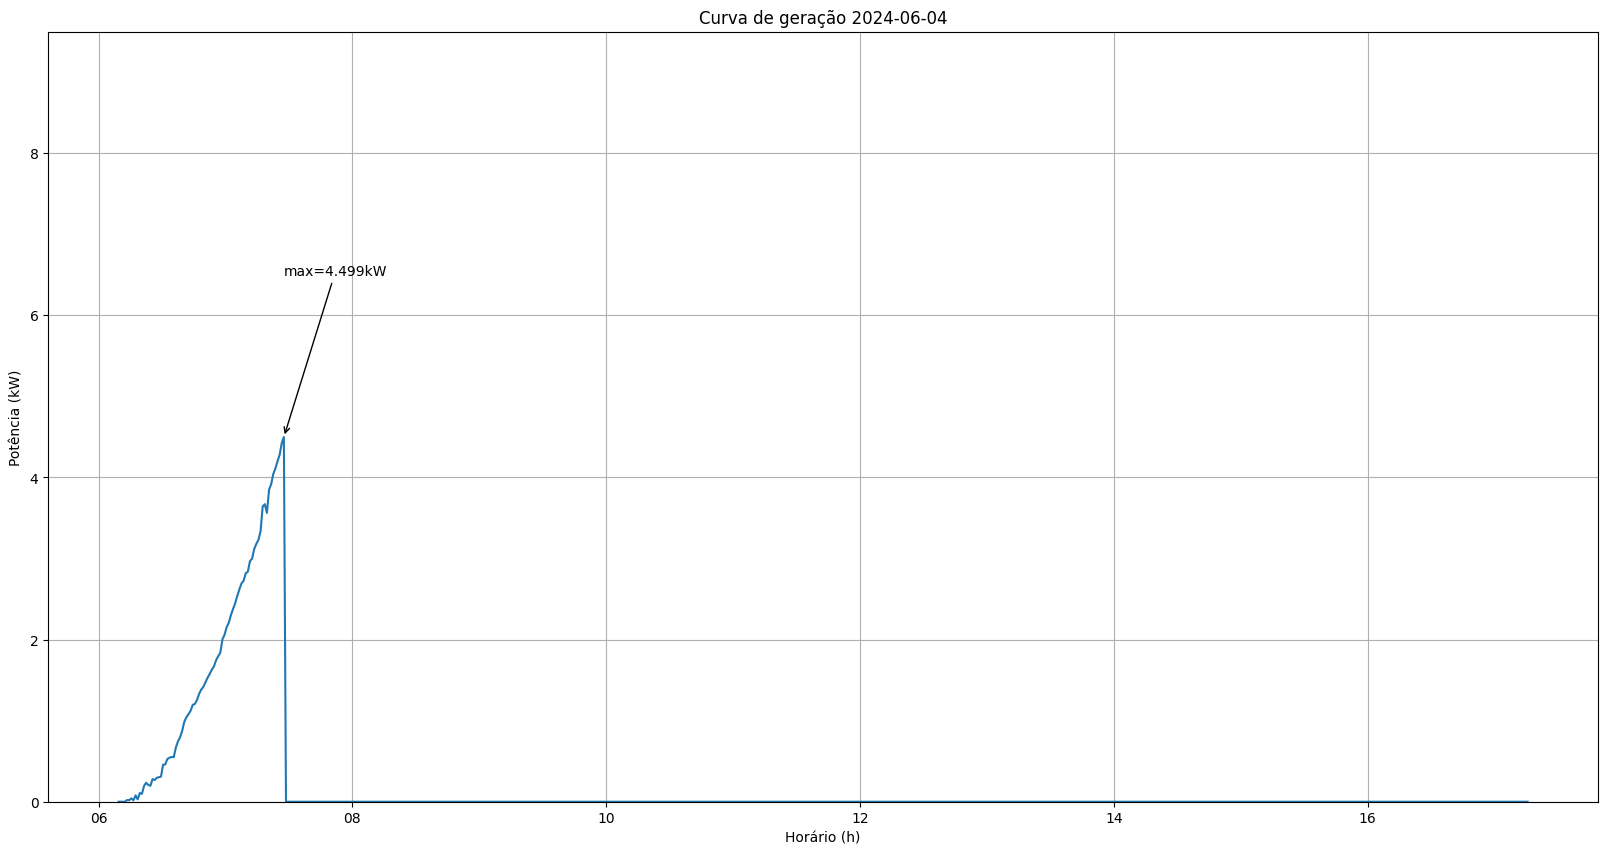 Curva de geração 2024-06-04
8
max=4.499kW
6
Potência (kW)
4
2
0
06 08 10 12 14 16
Horário (h)